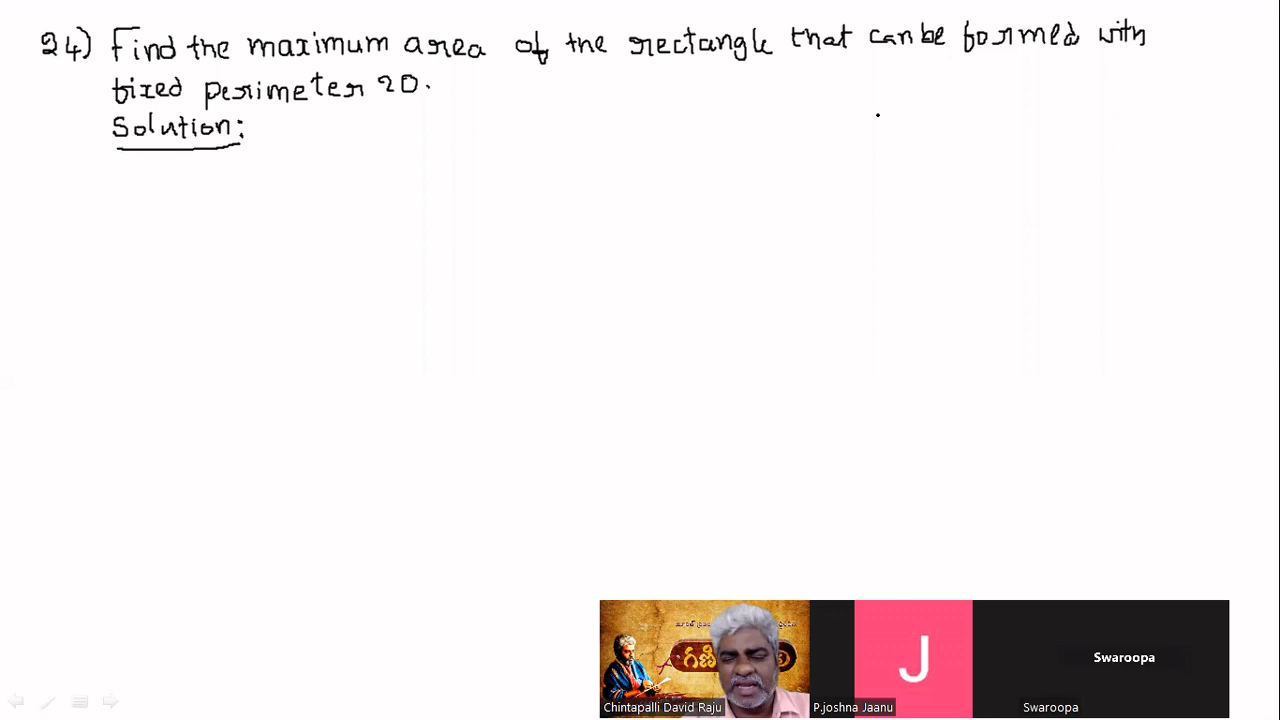 24) Find the maximum area of the rectangle that can be formed with
fixed perimeter 20.
Solution:
J
Swaroopa
Chintapalli David Raju
P.joshna Jaanu
Swaroopa